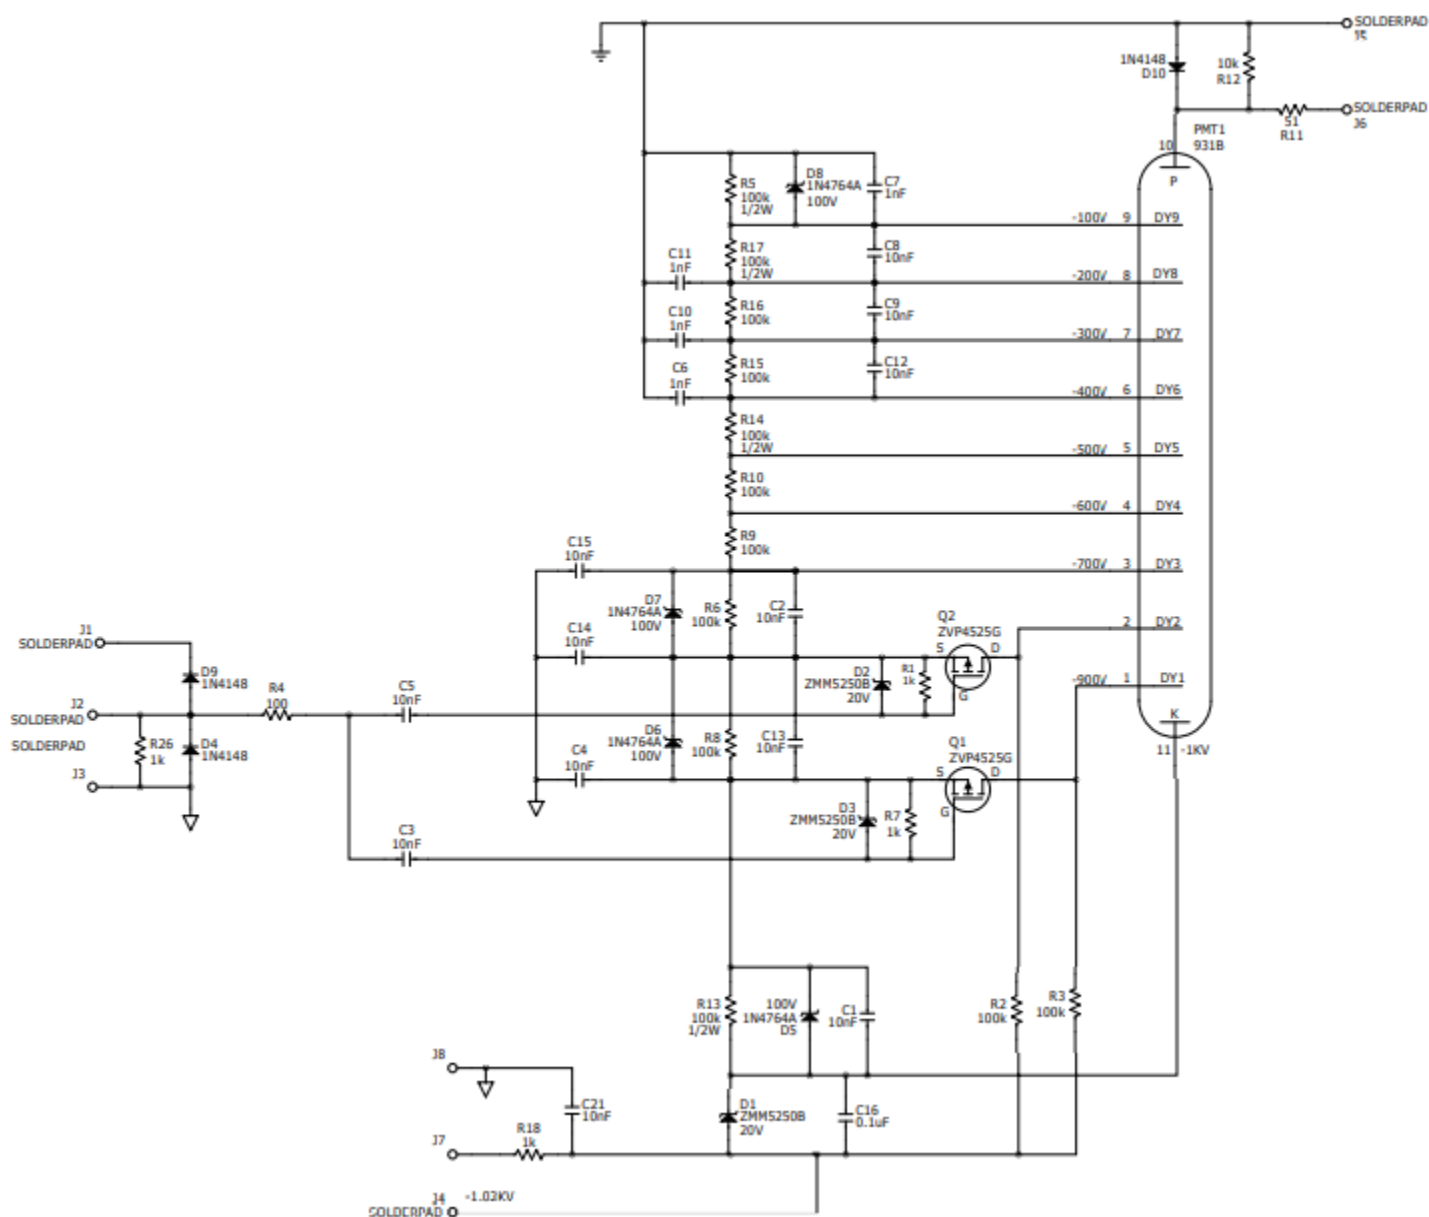 SOLDERPAD
J5
1N4148
D10
10k
R12
SOLDERPAD
J6
51
R11
PMT1
931B
10
P
R5
100k
1/2W
D8
1N4764A
100V
C7
1nF
-100V 9 DY9
R17
100k
1/2W
C8
10nF
C11
1nF
-200V 8 DY8
R16
100k
C9
10nF
C10
1nF
-300V 7 DY7
R15
100k
C12
10nF
C6
1nF
-400V 6 DY6
R14
100k
1/2W
-500V 5 DY5
R10
100k
-600V 4 DY4
R9
100k
C15
10nF
-700V 3 DY3
D7
1N4764A
100V
R6
100k
C2
10nF
Q2
ZVP4525G
2 DY2
J1
SOLDERPAD
C14
10nF
S D
G
D9
1N4148
D2
ZMM5250B
20V
R1
1k
-900V 1 DY1
R4
100
C5
10nF
J2
SOLDERPAD
K
11 -1KV
SOLDERPAD
J3
R26
1k
D4
1N4148
D6
1N4764A
100V
R8
100k
C13
10nF
Q1
ZVP4525G
C4
10nF
S D
G
D3
ZMM5250B
20V
R7
1k
C3
10nF
R13
100k
1/2W
100V
1N4764A
D5
C1
10nF
R2
100k
R3
100k
J8
C21
10nF
D1
ZMM5250B
20V
C16
0.1uF
J7
R18
1k
J4
SOLDERPAD
-1.02KV